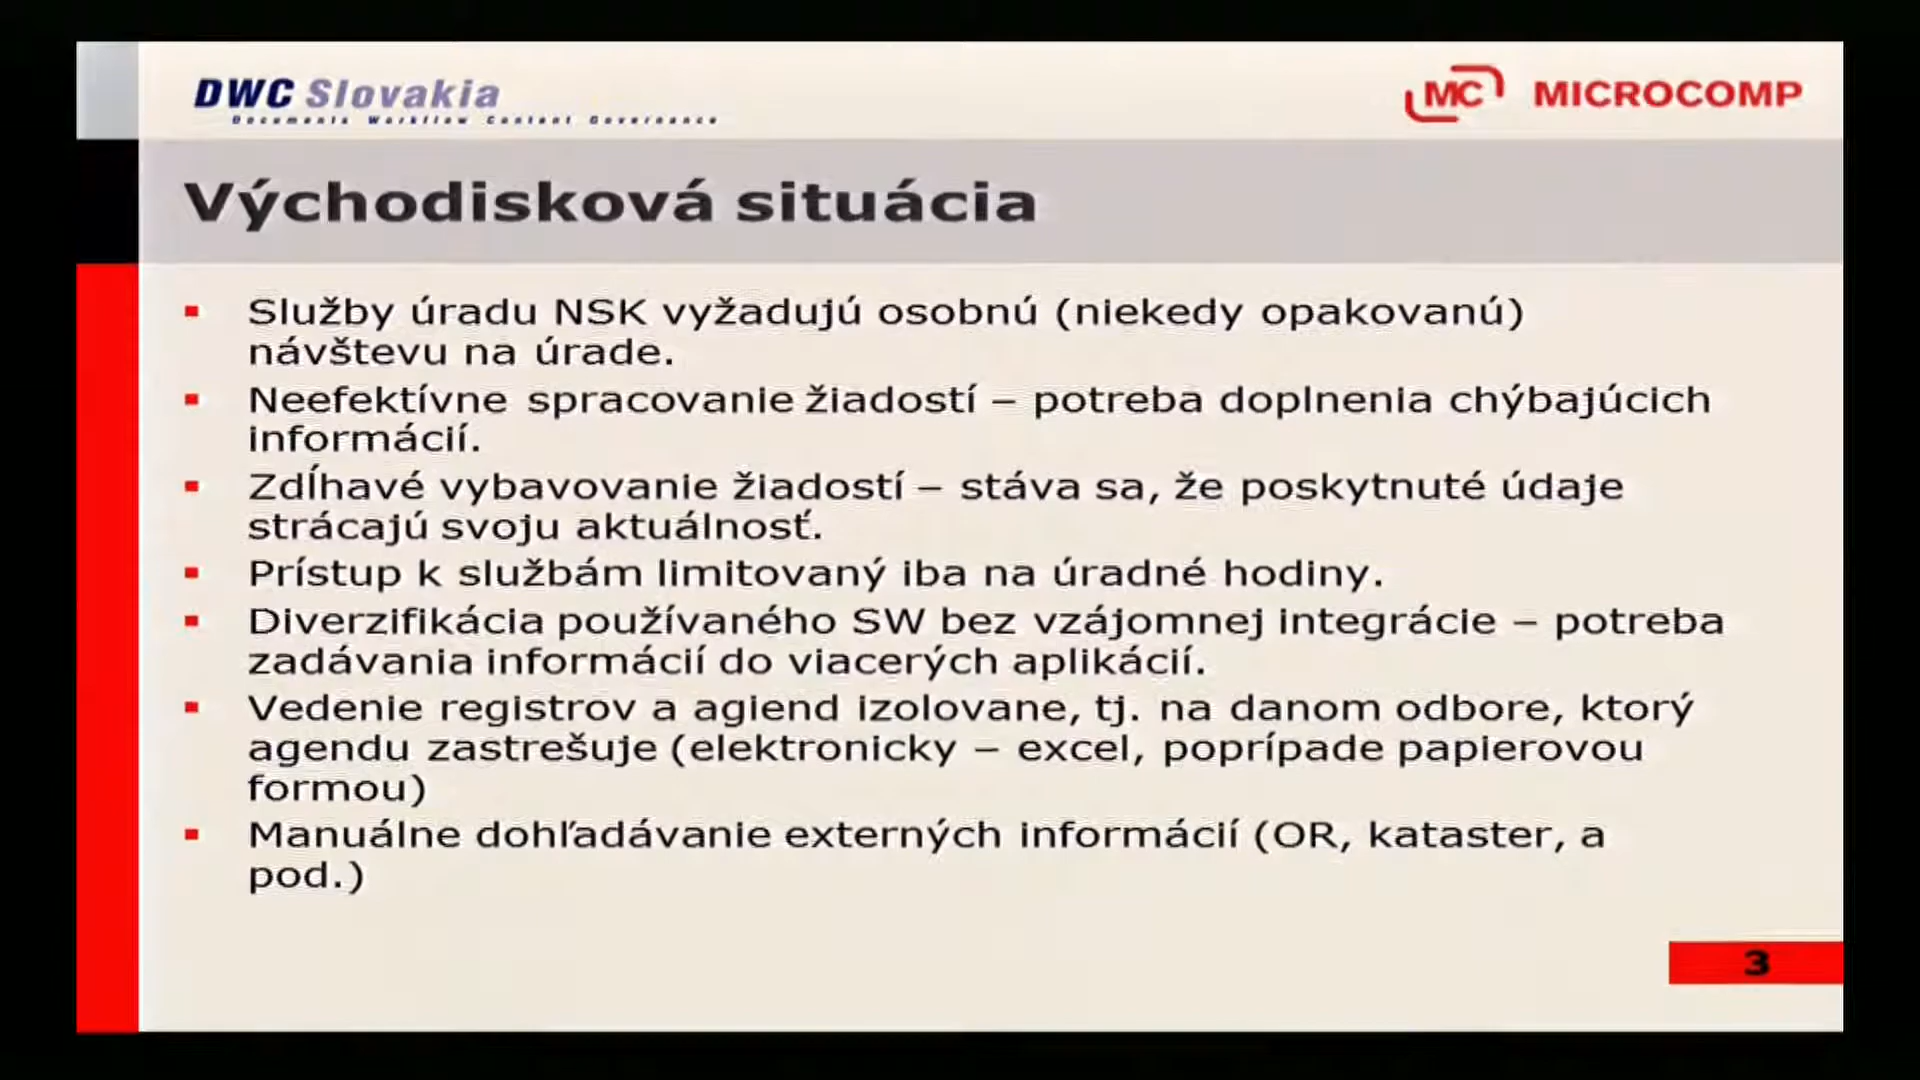 DWC Slovakia
Documents Workflow Content Governance
MC MICROCOMP
Východisková situácia
Služby úradu NSK vyžadujú osobnú (niekedy opakovanú)
návštevu na úrade.
Neefektívne spracovanie žiadostí – potreba doplnenia chýbajúcich
informácií.
Zdĺhavé vybavovanie žiadostí – stáva sa, že poskytnuté údaje
strácajú svoju aktuálnosť.
Prístup k službám limitovaný iba na úradné hodiny.
Diverzifikácia používaného SW bez vzájomnej integrácie – potreba
zadávania informácií do viacerých aplikácií.
Vedenie registrov a agiend izolovane, tj. na danom odbore, ktorý
agendu zastrešuje (elektronicky – excel, poprípade papierovou
formou)
Manuálne dohľadávanie externých informácií (OR, kataster, a
pod.)
3